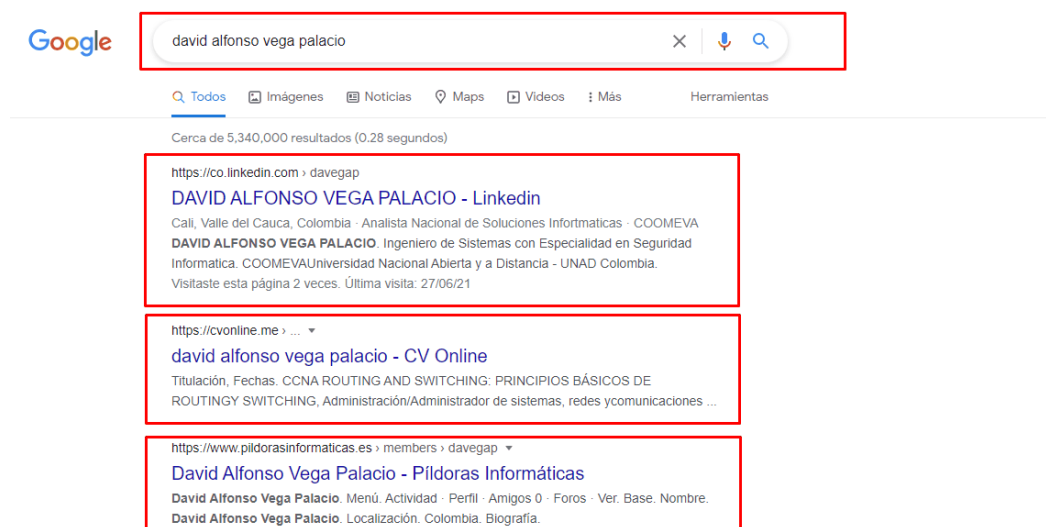 Google
david alfonso vega palacio
Todos Imágenes Noticias Maps Videos Más Herramientas
Cerca de 5,340,000 resultados (0.28 segundos)
https://co.linkedin.com › davegap
DAVID ALFONSO VEGA PALACIO - Linkedin
Cali, Valle del Cauca, Colombia · Analista Nacional de Soluciones Infortmaticas · COOMEVA
DAVID ALFONSO VEGA PALACIO. Ingeniero de Sistemas con Especialidad en Seguridad
Informatica. COOMEVAUniversidad Nacional Abierta y a Distancia - UNAD Colombia.
Visitaste esta página 2 veces. Última visita: 27/06/21
https://cvonline.me › ...
david alfonso vega palacio - CV Online
Titulación, Fechas. CCNA ROUTING AND SWITCHING: PRINCIPIOS BÁSICOS DE
ROUTINGY SWITCHING, Administración/Administrador de sistemas, redes ycomunicaciones ...
https://www.pildorasinformaticas.es › members › davegap
David Alfonso Vega Palacio - Píldoras Informáticas
David Alfonso Vega Palacio. Menú. Actividad · Perfil · Amigos 0 · Foros · Ver. Base. Nombre.
David Alfonso Vega Palacio. Localización. Colombia. Biografía.